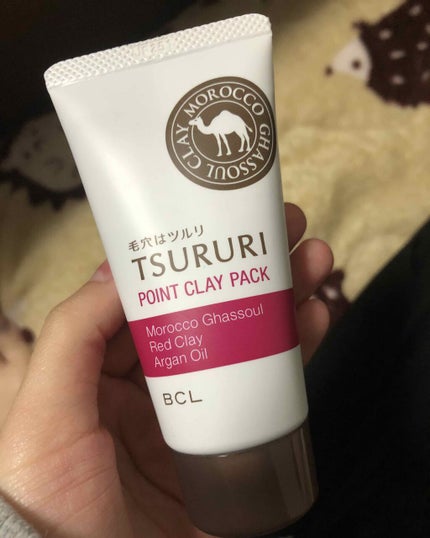 MOROCCO GHASSOUL CLAY
毛穴はツルリ
TSURURI
POINT CLAY PACK
Morocco Ghassoul
Red Clay
Argan Oil
BCL